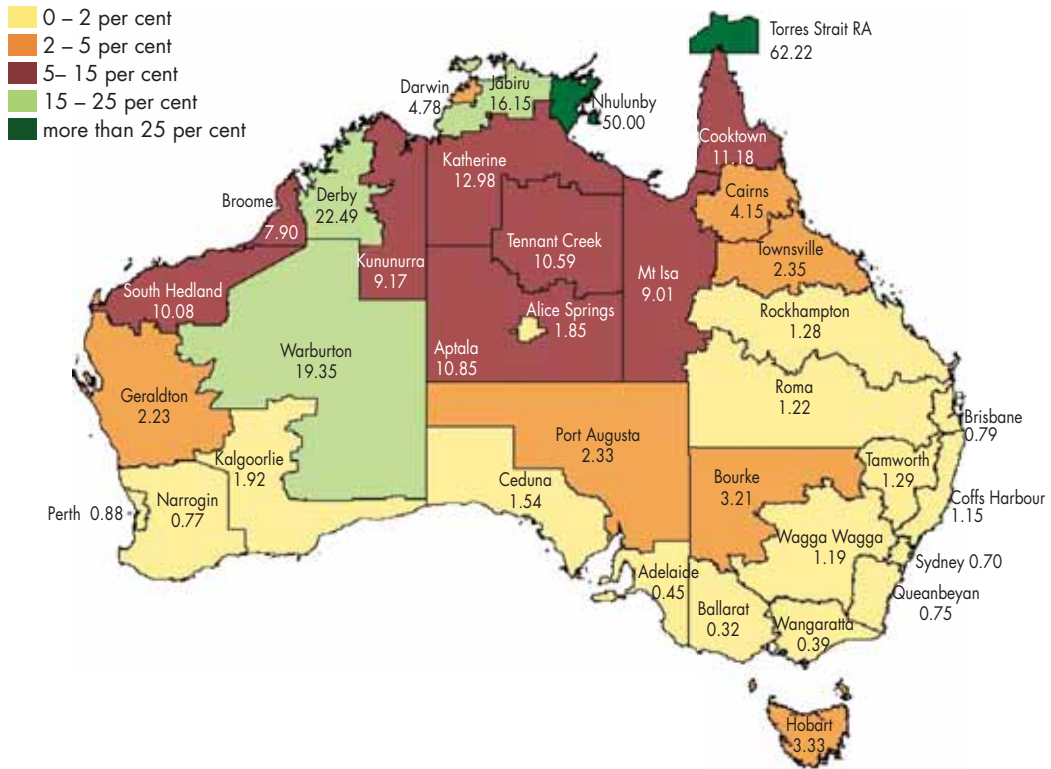 0 – 2 per cent
2 – 5 per cent
5– 15 per cent
15 – 25 per cent
more than 25 per cent
Torres Strait RA
62.22
Darwin
4.78
Jabiru
16.15
Nhulunby
50.00
Cooktown
11.18
Katherine
12.98
Broome
7.90
Derby
22.49
Cairns
4.15
Tennant Creek
10.59
Townsville
2.35
Kununurra
9.17
Mt Isa
9.01
South Hedland
10.08
Alice Springs
1.85
Rockhampton
1.28
Warburton
19.35
Aptala
10.85
Geraldton
2.23
Roma
1.22
Brisbane
0.79
Port Augusta
2.33
Kalgoorlie
1.92
Tamworth
1.29
Ceduna
1.54
Bourke
3.21
Coffs Harbour
1.15
Narrogin
0.77
Perth 0.88
Wagga Wagga
1.19
Sydney 0.70
Adelaide
0.45
Queanbeyan
0.75
Ballarat
0.32
Wangaratta
0.39
Hobart
3.33